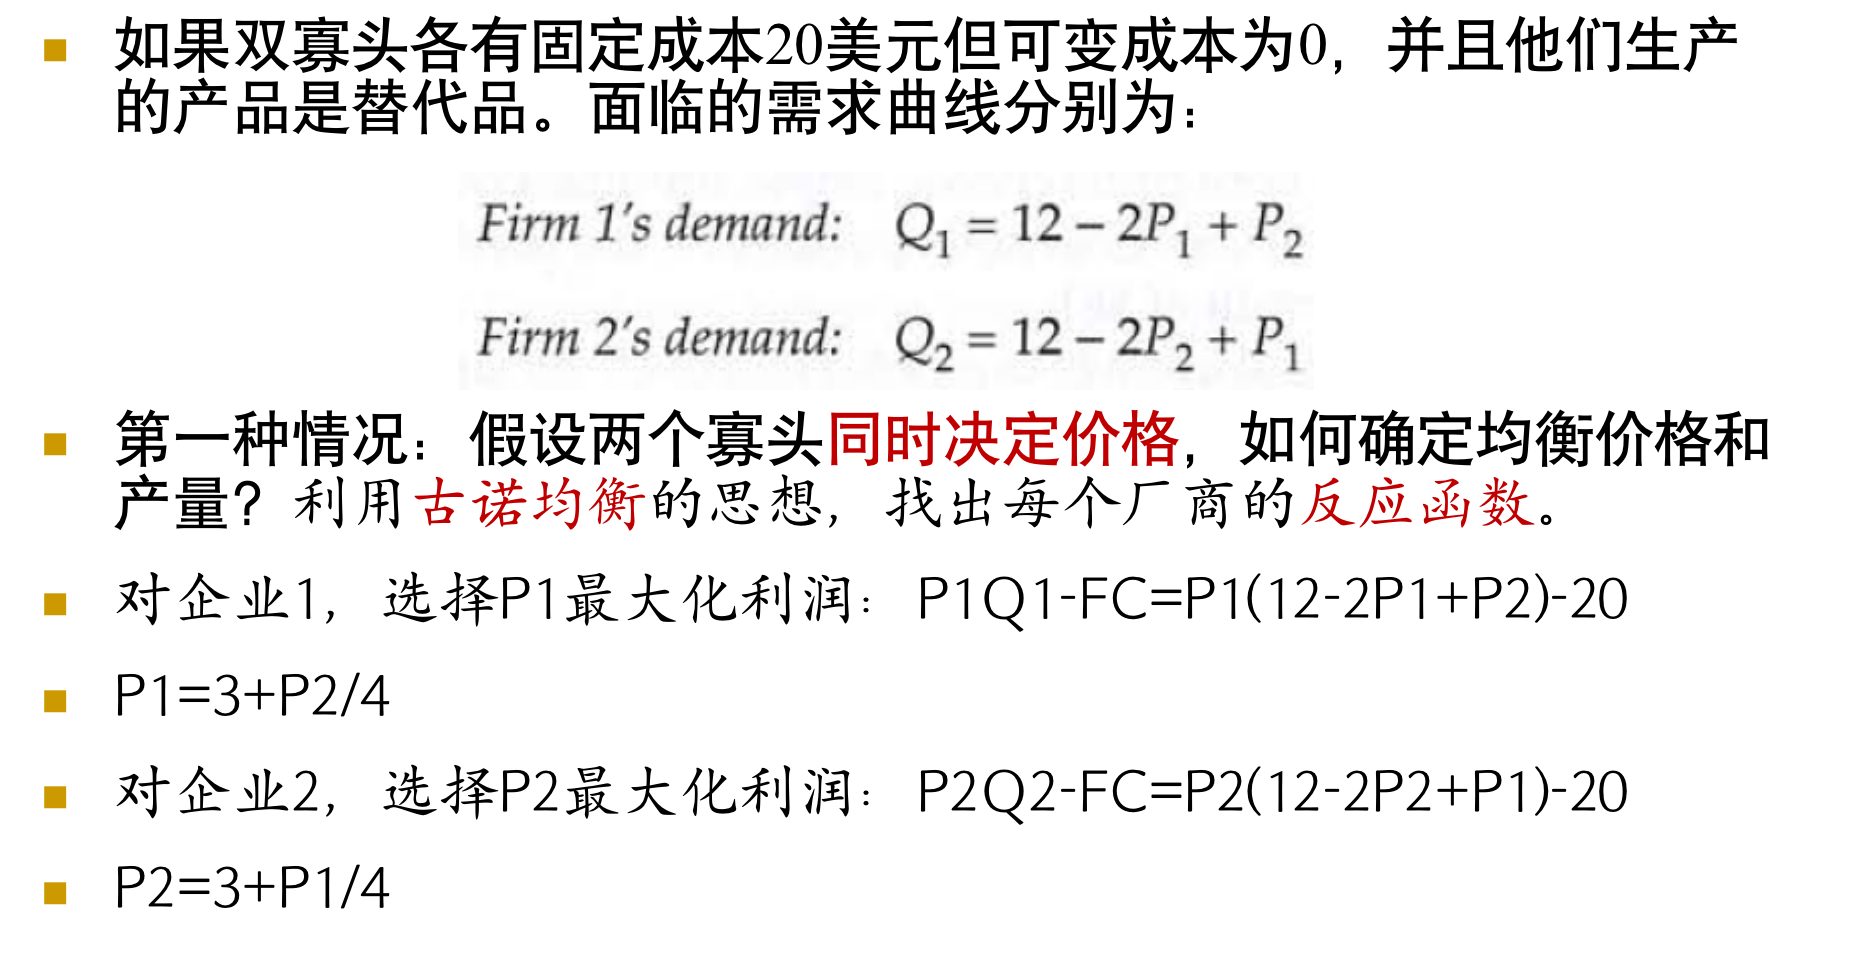 如果双寡头各有固定成本20美元但可变成本为0，并且他们生产
的产品是替代品。面临的需求曲线分别为：
Firm 1's demand: Q₁ = 12 − 2P₁ + P₂
Firm 2's demand: Q₂ = 12 − 2P₂ + P₁
第一种情况：假设两个寡头同时决定价格，如何确定均衡价格和
产量？利用古诺均衡的思想，找出每个厂商的反应函数。
对企业1，选择P1最大化利润： P1Q1-FC=P1(12-2P1+P2)-20
P1=3+P2/4
对企业2，选择P2最大化利润： P2Q2-FC=P2(12-2P2+P1)-20
P2=3+P1/4